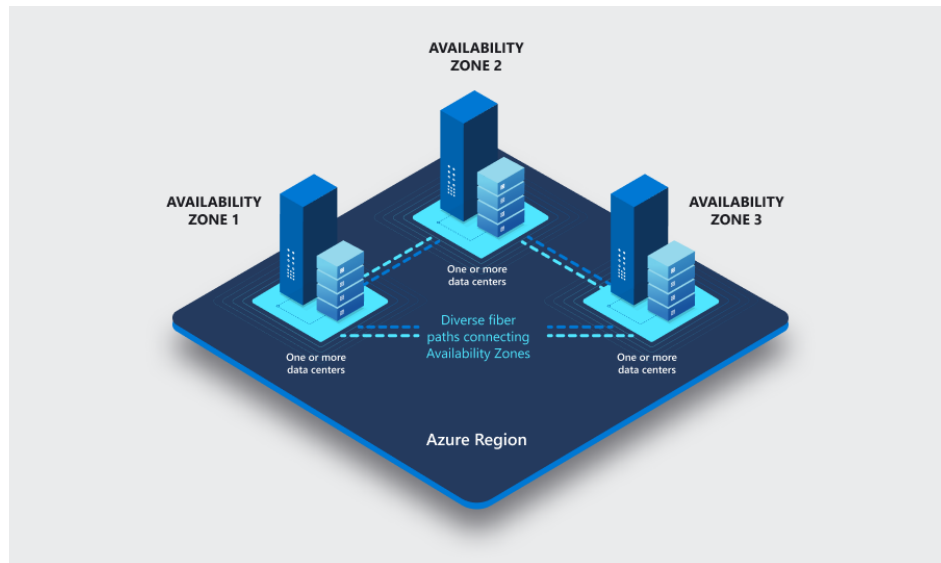 AVAILABILITY
ZONE 2
AVAILABILITY
ZONE 1
AVAILABILITY
ZONE 3
One or more
data centers
Diverse fiber
paths connecting
Availability Zones
One or more
data centers
One or more
data centers
Azure Region